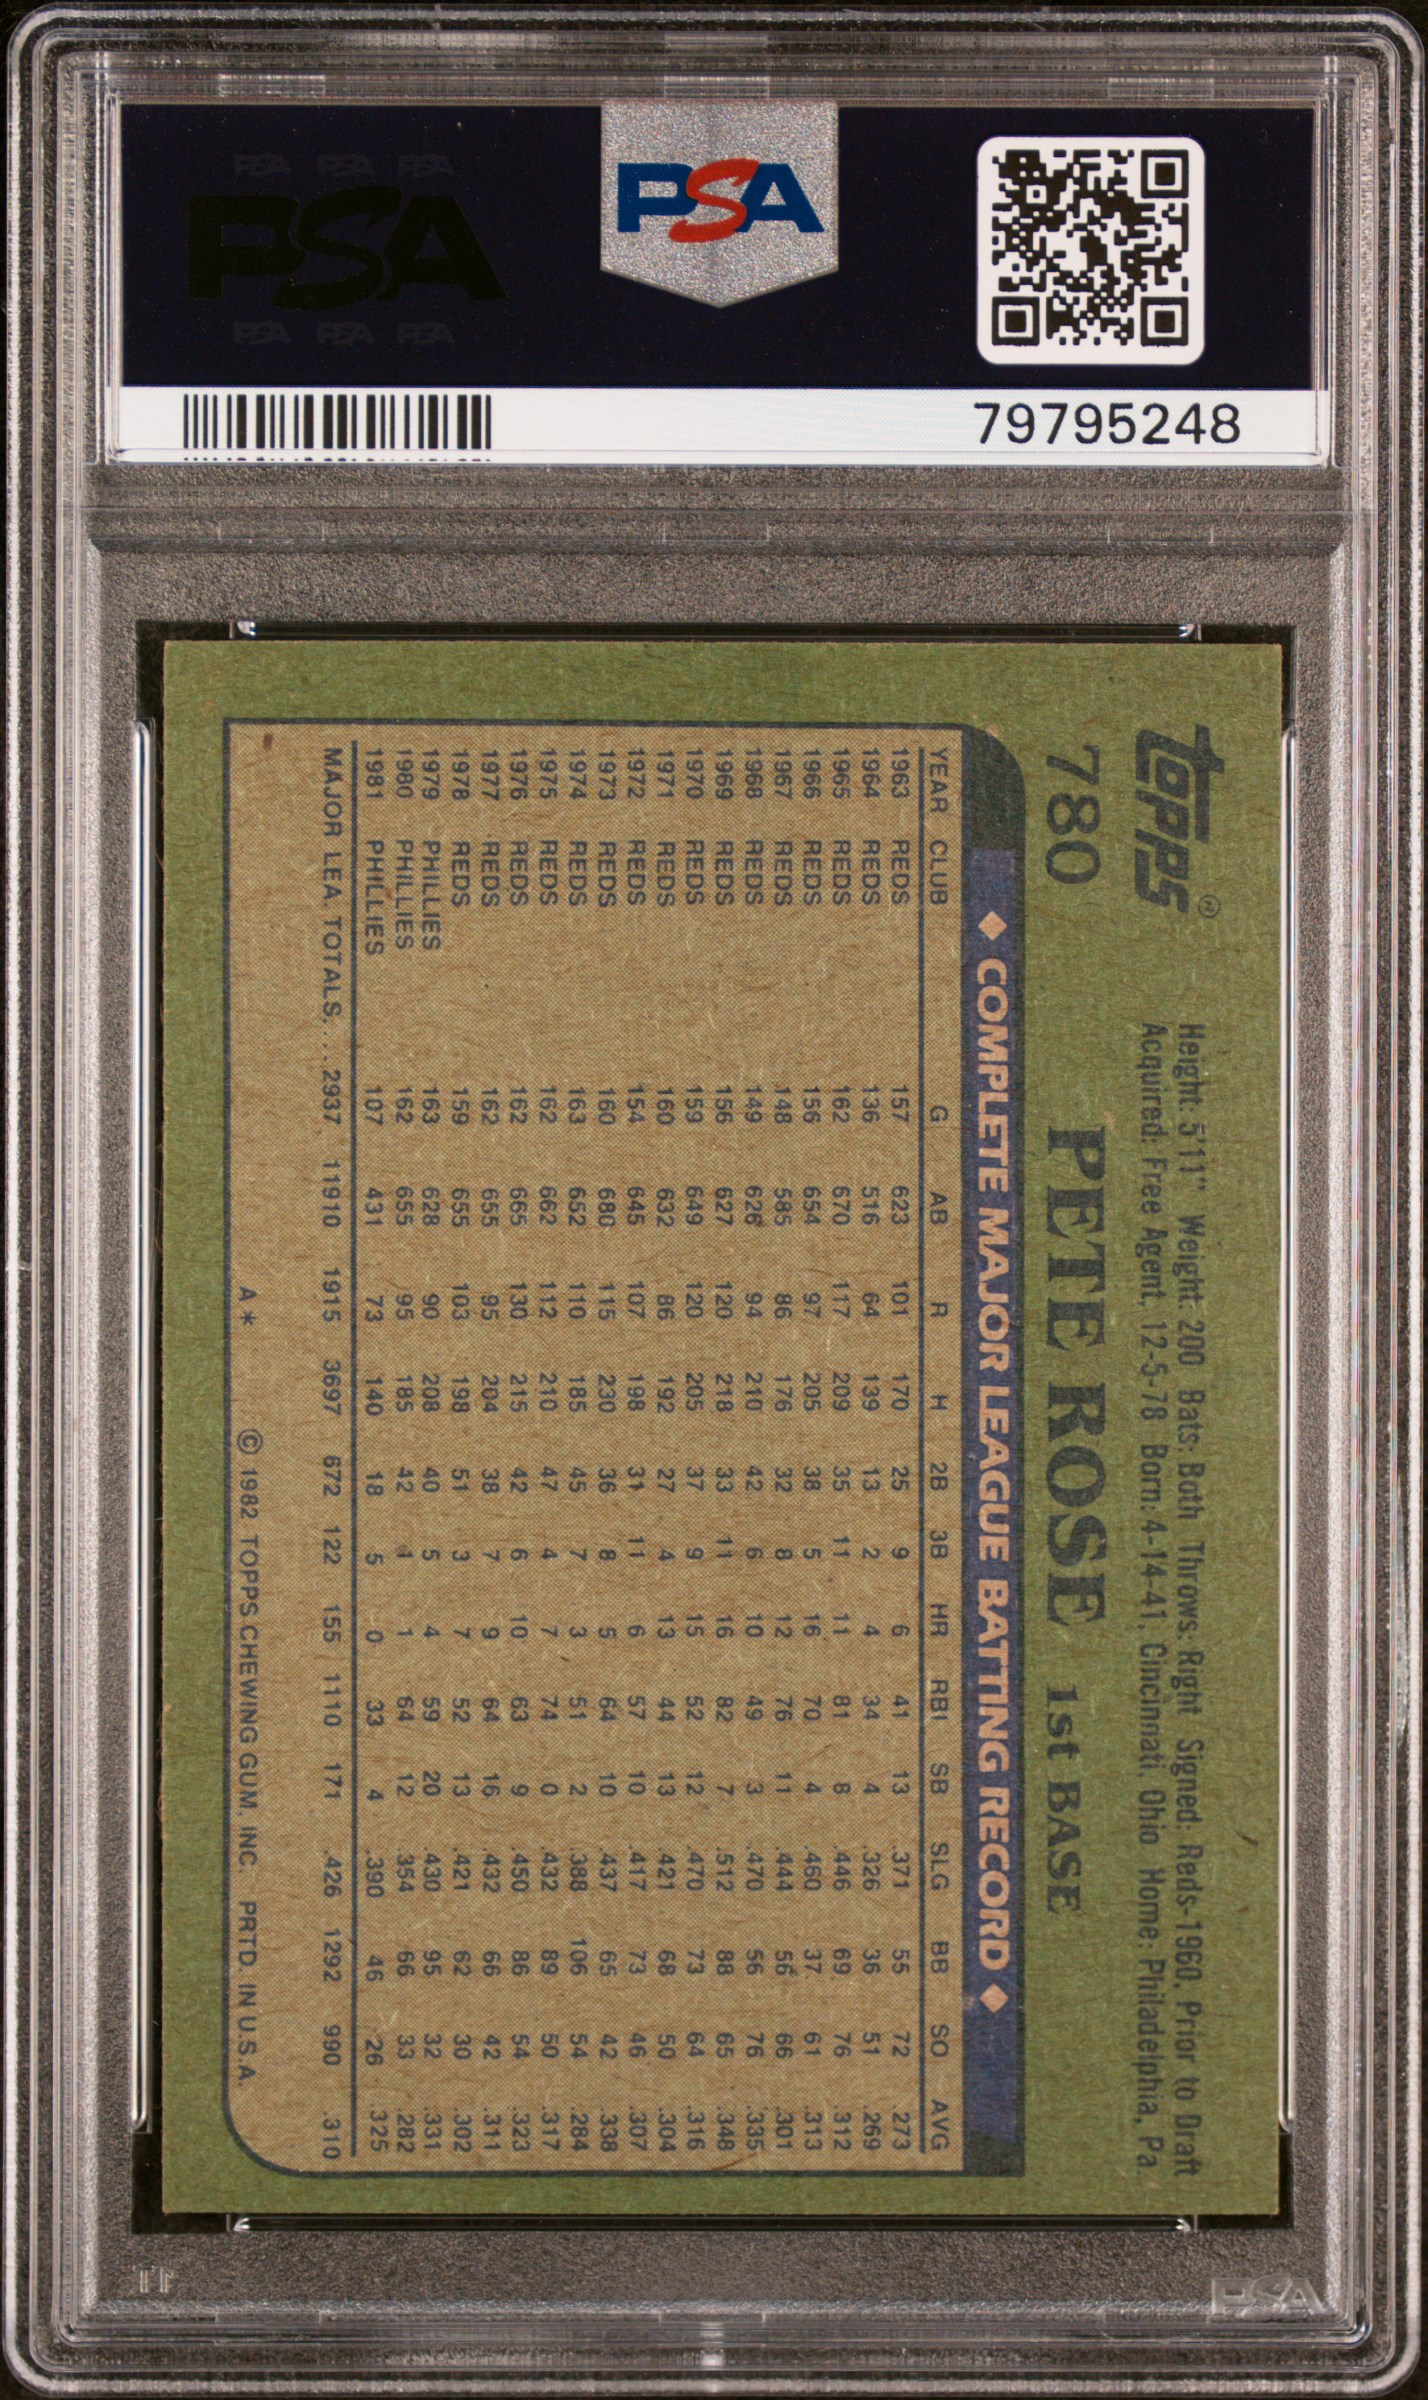 PSA PSA PSA
PSA
PSA PSA PSA
PSA
79795248
Topps®
780 PETE ROSE 1st BASE
Height: 5'11" Weight: 200 Bats: Both Throws: Right Signed: Reds-1960, Prior to Draft
Acquired: Free Agent, 12-5-78 Born: 4-14-41, Cincinnati, Ohio Home: Philadelphia, Pa.
◆ COMPLETE MAJOR LEAGUE BATTING RECORD ◆
YEAR CLUB G AB R H 2B 3B HR RBI SB SLG BB SO AVG
1963 REDS 157 623 101 170 25 9 6 41 13 .371 55 72 .273
1964 REDS 136 516 64 139 13 2 4 34 4 .326 36 51 .269
1965 REDS 162 670 117 209 35 11 11 81 8 .446 69 76 .312
1966 REDS 156 654 97 205 38 5 16 70 4 .460 37 61 .313
1967 REDS 148 585 86 176 32 8 12 76 11 .444 56 66 .301
1968 REDS 149 626 94 210 42 6 10 49 3 .470 56 76 .335
1969 REDS 156 627 120 218 33 11 16 82 7 .512 88 65 .348
1970 REDS 159 649 120 205 37 9 15 52 12 .470 73 64 .316
1971 REDS 160 632 86 192 27 4 13 44 13 .421 68 50 .304
1972 REDS 154 645 107 198 31 11 6 57 10 .417 73 46 .307
1973 REDS 160 680 115 230 36 8 5 64 10 .437 65 42 .338
1974 REDS 163 652 110 185 45 7 3 51 2 .388 106 54 .284
1975 REDS 162 662 112 210 47 4 7 74 0 .432 89 50 .317
1976 REDS 162 665 130 215 42 6 10 63 9 .450 86 54 .323
1977 REDS 162 655 95 204 38 7 9 64 16 .432 66 42 .311
1978 REDS 159 655 103 198 51 3 7 52 13 .421 62 30 .302
1979 PHILLIES 163 628 90 208 40 5 4 59 20 .430 95 32 .331
1980 PHILLIES 162 655 95 185 42 1 1 64 12 .354 66 33 .282
1981 PHILLIES 107 431 73 140 18 5 0 33 4 .390 46 26 .325
MAJOR LEA. TOTALS....2937 11910 1915 3697 672 122 155 1110 171 .426 1292 990 .310
A* © 1982 TOPPS CHEWING GUM, INC. PRTD. IN U.S.A.
PSA